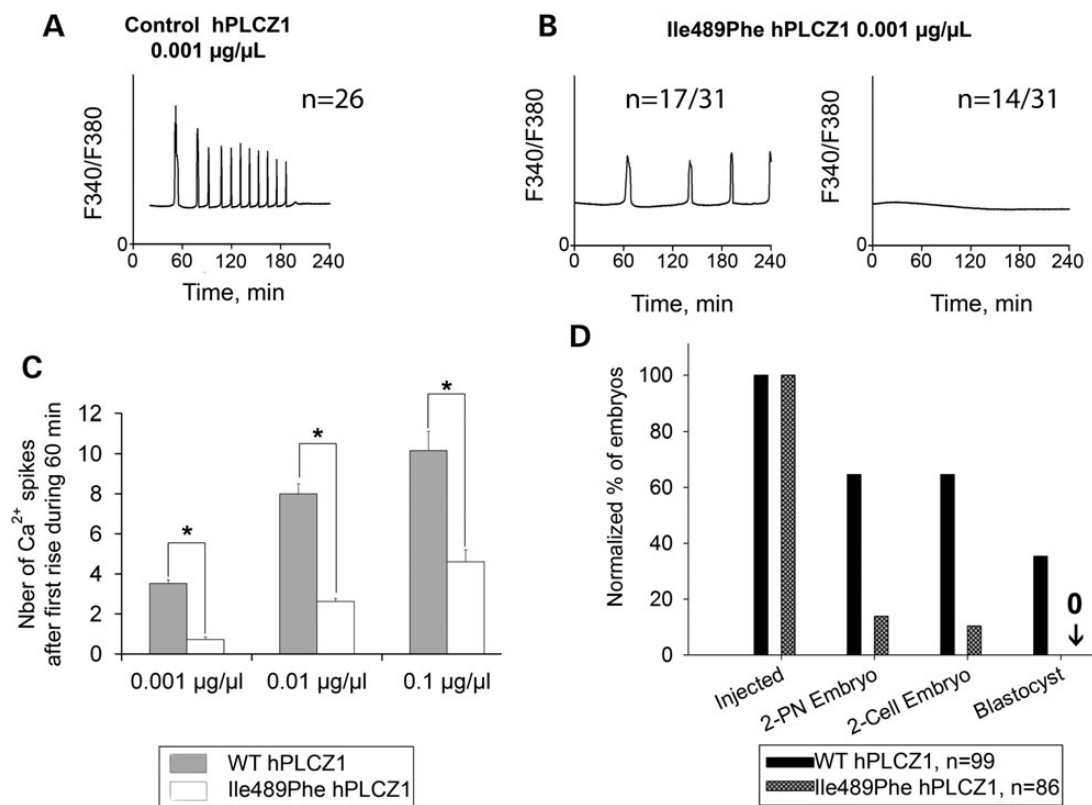 A
Control hPLCZ1
0.001 µg/µL
n=26
F340/F380
0
0 60 120 180 240
Time, min
B
Ile489Phe hPLCZ1 0.001 µg/µL
n=17/31
F340/F380
0
0 60 120 180 240
Time, min
n=14/31
F340/F380
0
0 60 120 180 240
Time, min
C
Nber of Ca²⁺ spikes
after first rise during 60 min
12
10
8
6
4
2
0
*
*
*
0.001 µg/µl 0.01 µg/µl 0.1 µg/µl
WT hPLCZ1
Ile489Phe hPLCZ1
D
Normalized % of embryos
100
80
60
40
20
0
0
↓
Injected
2-PN Embryo
2-Cell Embryo
Blastocyst
WT hPLCZ1, n=99
Ile489Phe hPLCZ1, n=86